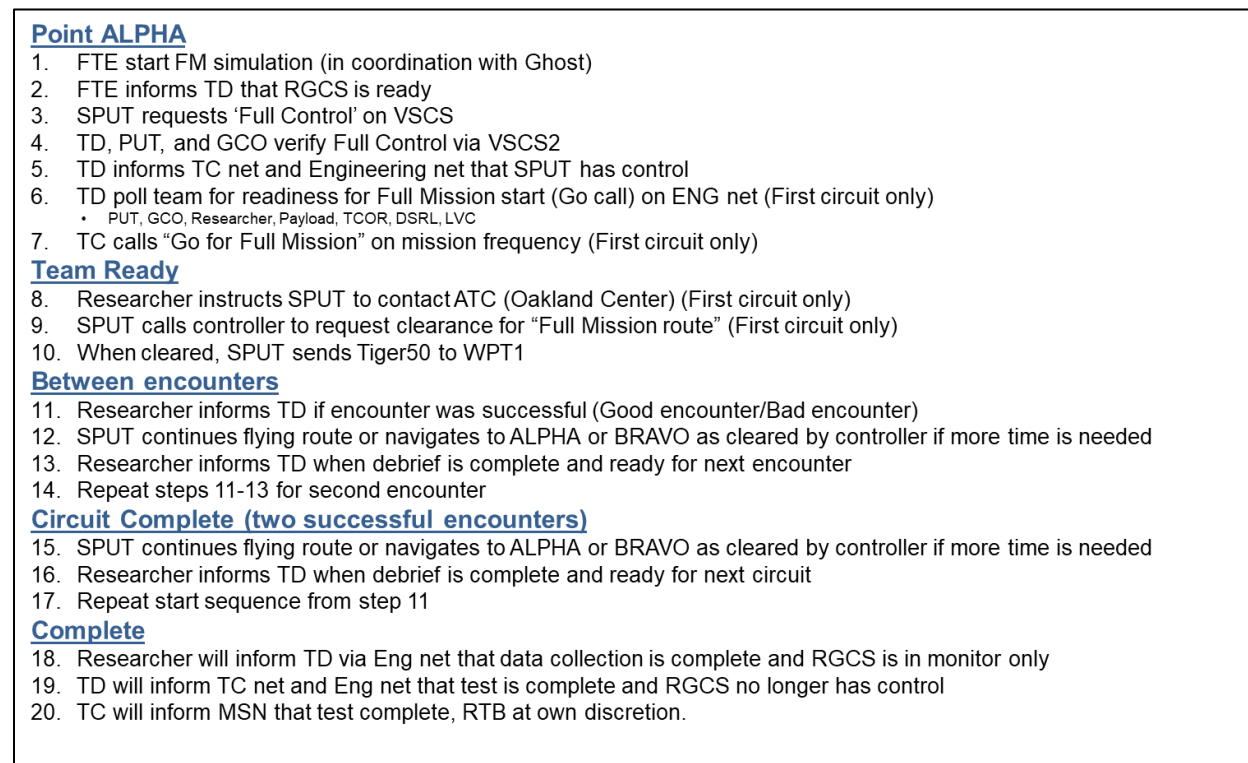 Point ALPHA
1. FTE start FM simulation (in coordination with Ghost)
2. FTE informs TD that RGCS is ready
3. SPUT requests ‘Full Control’ on VSCS
4. TD, PUT, and GCO verify Full Control via VSCS2
5. TD informs TC net and Engineering net that SPUT has control
6. TD poll team for readiness for Full Mission start (Go call) on ENG net (First circuit only)
• PUT, GCO, Researcher, Payload, TCOR, DSRL, LVC
7. TC calls “Go for Full Mission” on mission frequency (First circuit only)
Team Ready
8. Researcher instructs SPUT to contact ATC (Oakland Center) (First circuit only)
9. SPUT calls controller to request clearance for “Full Mission route” (First circuit only)
10. When cleared, SPUT sends Tiger50 to WPT1
Between encounters
11. Researcher informs TD if encounter was successful (Good encounter/Bad encounter)
12. SPUT continues flying route or navigates to ALPHA or BRAVO as cleared by controller if more time is needed
13. Researcher informs TD when debrief is complete and ready for next encounter
14. Repeat steps 11-13 for second encounter
Circuit Complete (two successful encounters)
15. SPUT continues flying route or navigates to ALPHA or BRAVO as cleared by controller if more time is needed
16. Researcher informs TD when debrief is complete and ready for next circuit
17. Repeat start sequence from step 11
Complete
18. Researcher will inform TD via Eng net that data collection is complete and RGCS is in monitor only
19. TD will inform TC net and Eng net that test is complete and RGCS no longer has control
20. TC will inform MSN that test complete, RTB at own discretion.